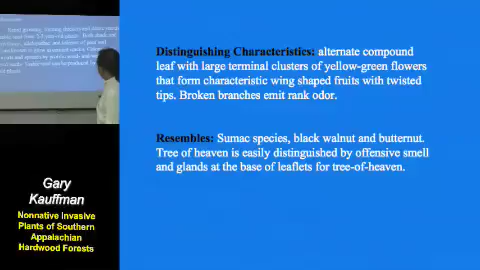 Distinguishing Characteristics: alternate compound
leaf with large terminal clusters of yellow-green flowers
that form characteristic wing shaped fruits with twisted
tips. Broken branches emit rank odor.
Resembles: Sumac species, black walnut and butternut.
Tree of heaven is easily distinguished by offensive smell
and glands at the base of leaflets for tree-of-heaven.
Gary
Kauffman
Nonnative Invasive
Plants of Southern
Appalachian
Hardwood Forests